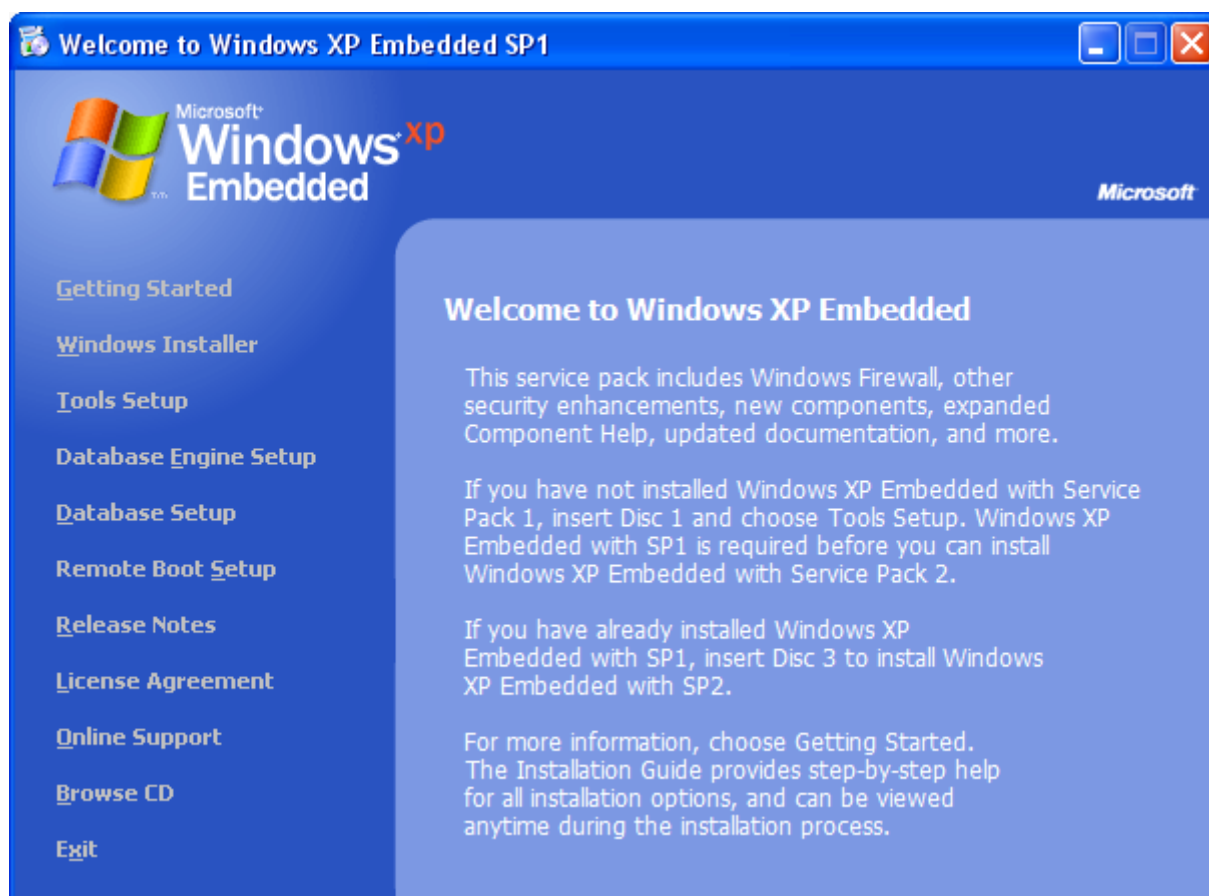 Welcome to Windows XP Embedded SP1
Microsoft
Windows xp
Embedded
Microsoft
Getting Started
Windows Installer
Tools Setup
Database Engine Setup
Database Setup
Remote Boot Setup
Release Notes
License Agreement
Online Support
Browse CD
Exit
Welcome to Windows XP Embedded
This service pack includes Windows Firewall, other
security enhancements, new components, expanded
Component Help, updated documentation, and more.
If you have not installed Windows XP Embedded with Service
Pack 1, insert Disc 1 and choose Tools Setup. Windows XP
Embedded with SP1 is required before you can install
Windows XP Embedded with Service Pack 2.
If you have already installed Windows XP
Embedded with SP1, insert Disc 3 to install Windows
XP Embedded with SP2.
For more information, choose Getting Started.
The Installation Guide provides step-by-step help
for all installation options, and can be viewed
anytime during the installation process.